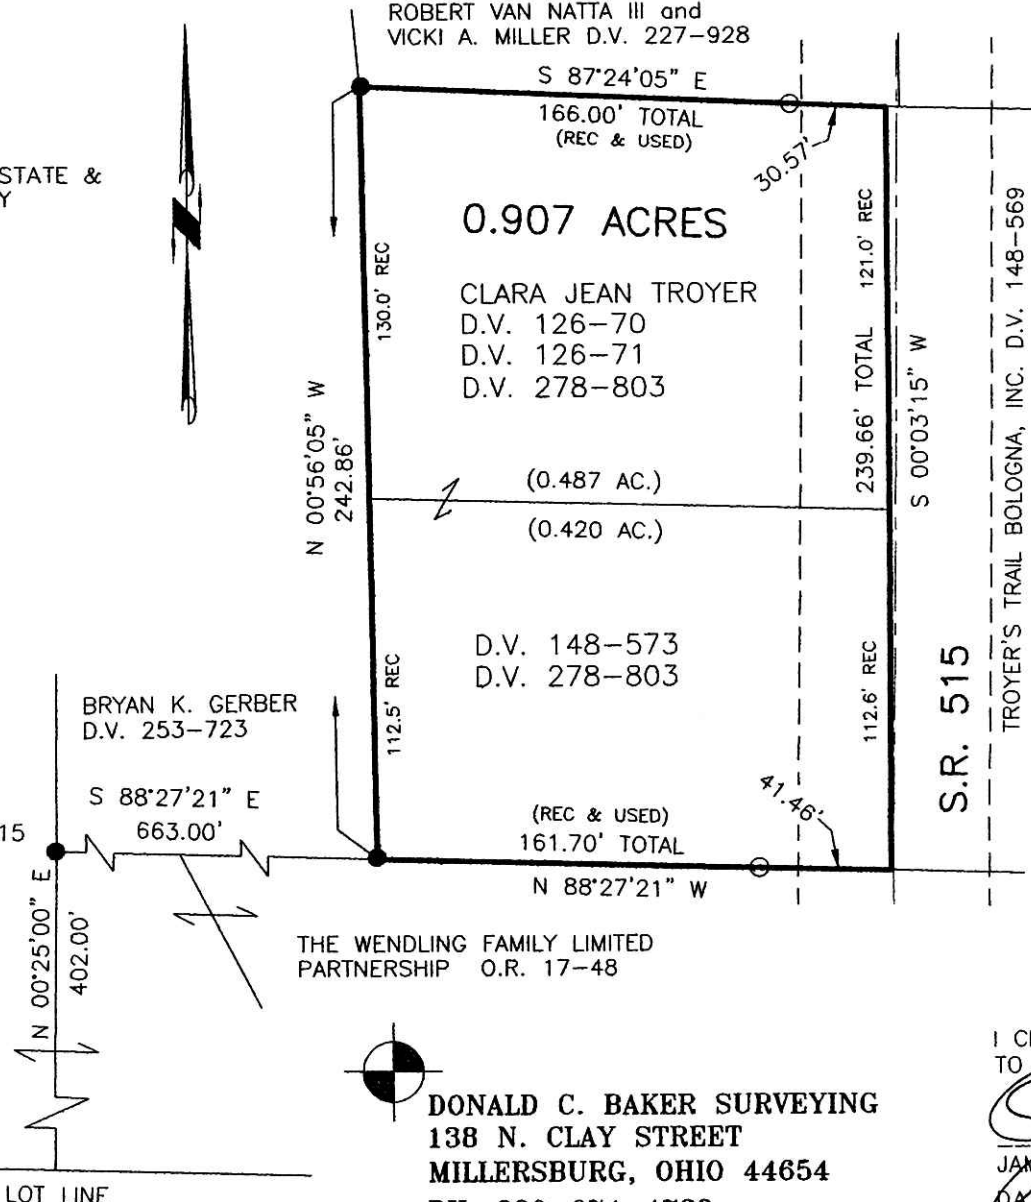 ROBERT VAN NATTA III and
VICKI A. MILLER D.V. 227-928
S 87°24'05" E
166.00' TOTAL
(REC & USED)
30.57'
STATE &
0.907 ACRES
CLARA JEAN TROYER
D.V. 126-70
D.V. 126-71
D.V. 278-803
130.0' REC
121.0' REC
N 00°56'05" W
242.86'
239.66' TOTAL
S 00°03'15" W
TROYER'S TRAIL BOLOGNA, INC. D.V. 148-569
(0.487 AC.)
(0.420 AC.)
D.V. 148-573
D.V. 278-803
112.5' REC
112.6' REC
S.R. 515
BRYAN K. GERBER
D.V. 253-723
S 88°27'21" E
663.00'
15
(REC & USED)
161.70' TOTAL
41.46'
N 88°27'21" W
N 00°25'00" E
402.00'
THE WENDLING FAMILY LIMITED
PARTNERSHIP O.R. 17-48
DONALD C. BAKER SURVEYING
138 N. CLAY STREET
MILLERSBURG, OHIO 44654
TO
LOT LINE